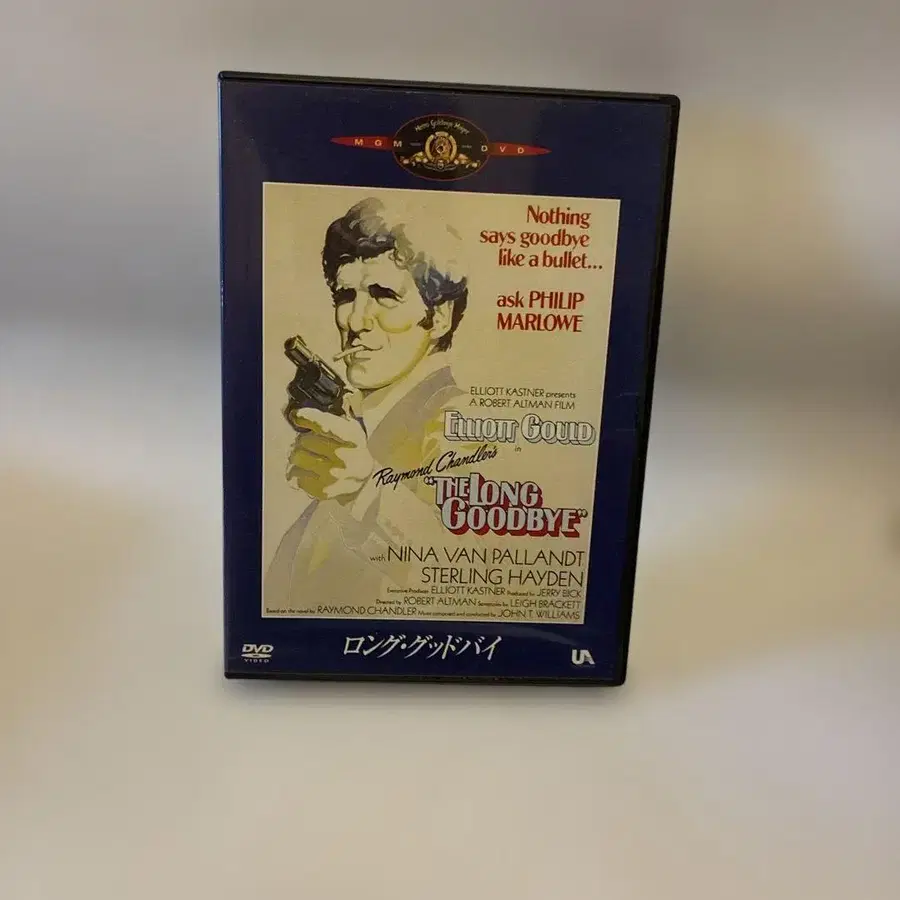 Metro Goldwyn Mayer
MGM DVD
Nothing
says goodbye
like a bullet...
ask PHILIP
MARLOWE
ELLIOTT KASTNER presents
A ROBERT ALTMAN FILM
ELLIOTT GOULD
in
Raymond Chandler's
"THE LONG
GOODBYE"
with NINA VAN PALLANDT
STERLING HAYDEN
Executive Producer ELLIOTT KASTNER Produced by JERRY BICK
Directed by ROBERT ALTMAN Screenplay by LEIGH BRACKETT
Based on the novel by RAYMOND CHANDLER Music composed and conducted by JOHN T. WILLIAMS
DVD
VIDEO
ロング・グッドバイ
UA